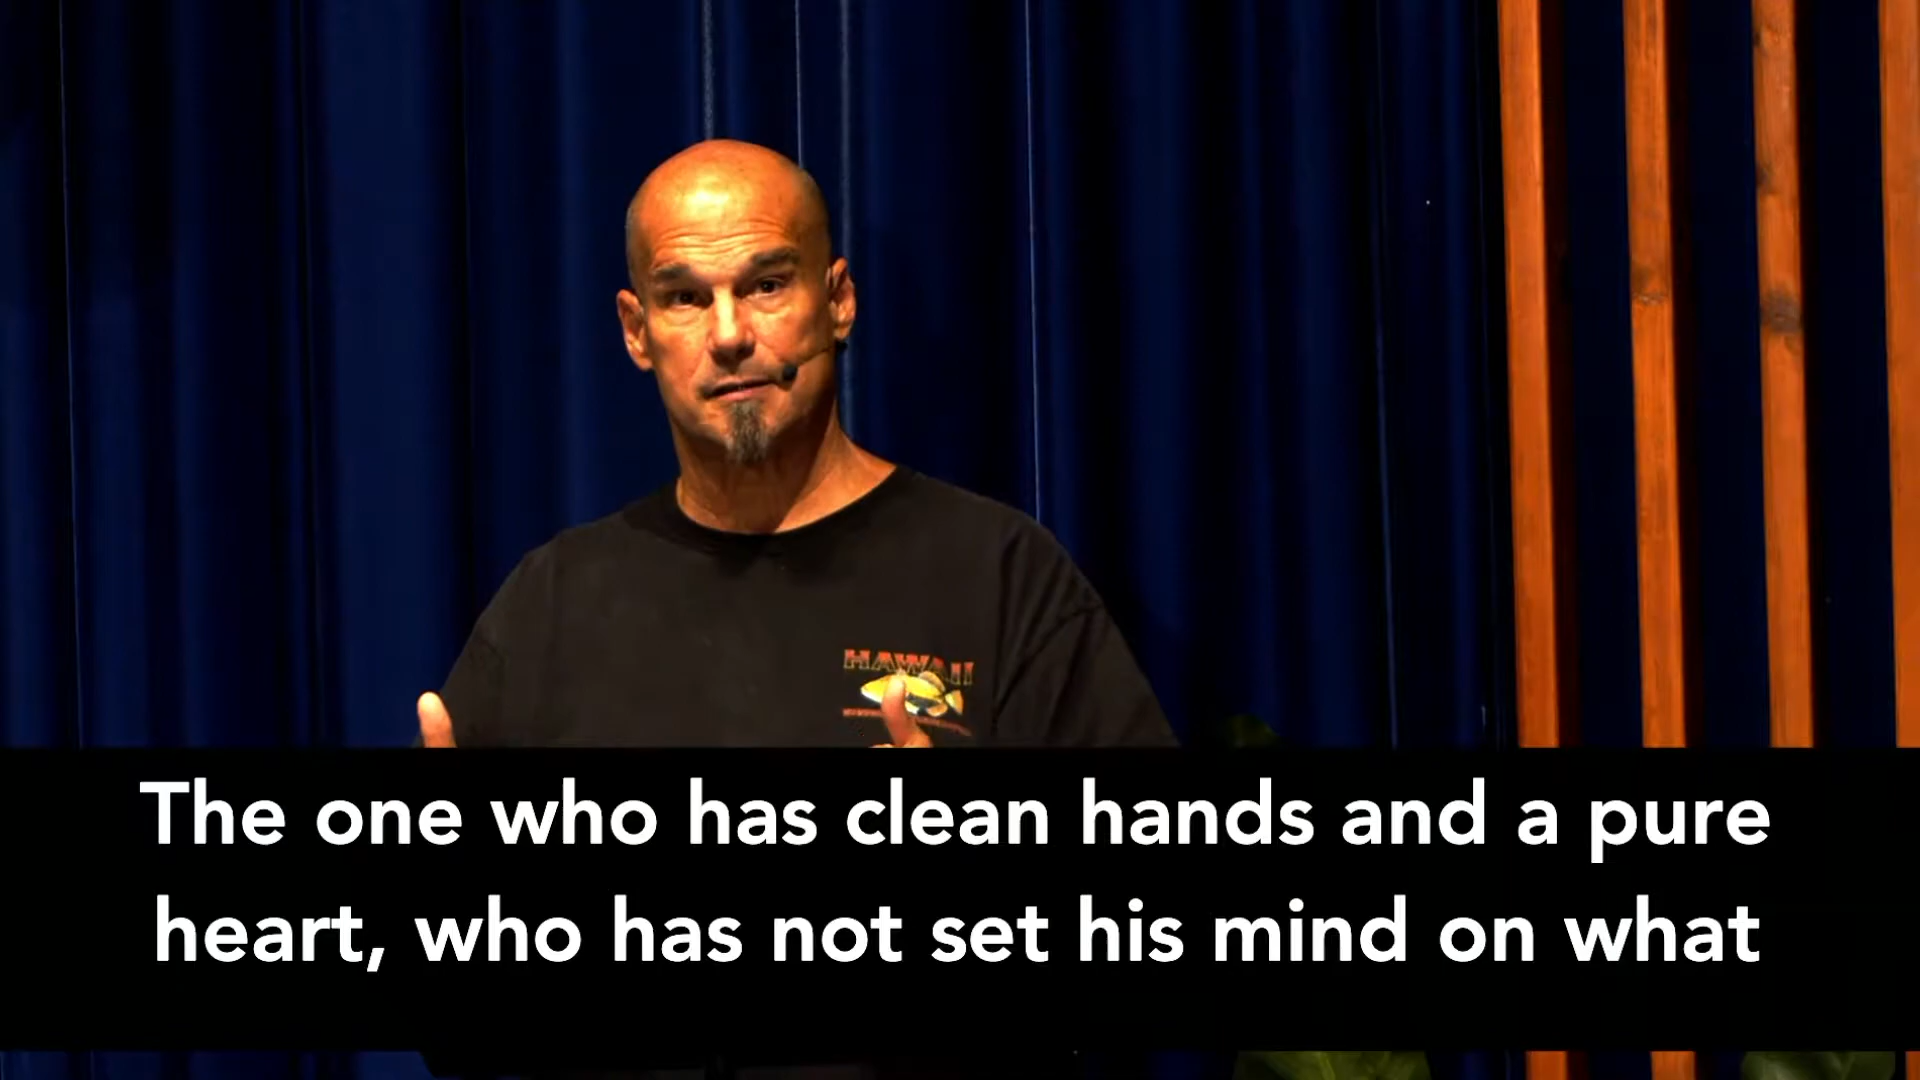 HAWAII
The one who has clean hands and a pure
heart, who has not set his mind on what